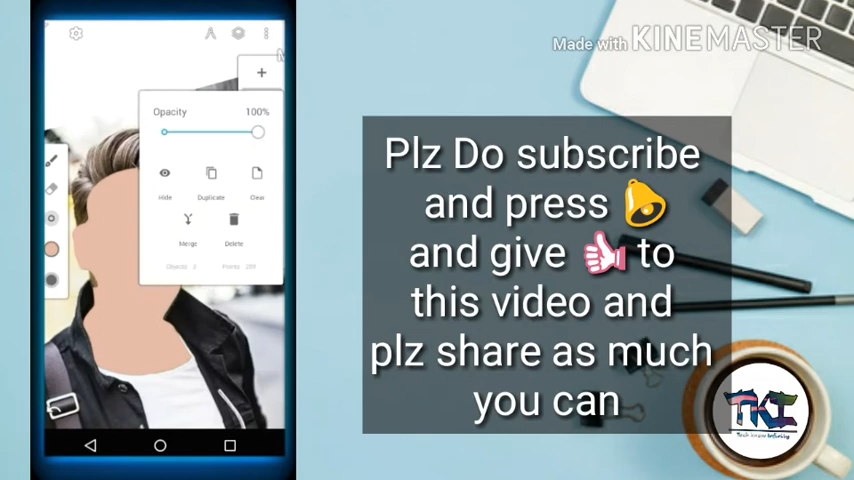 Made with KINEMASTER
Opacity 100%
Hide Duplicate Clear
Merge Delete
Plz Do subscribe
and press 🔔
and give 👍 to
this video and
plz share as much
you can
TKI